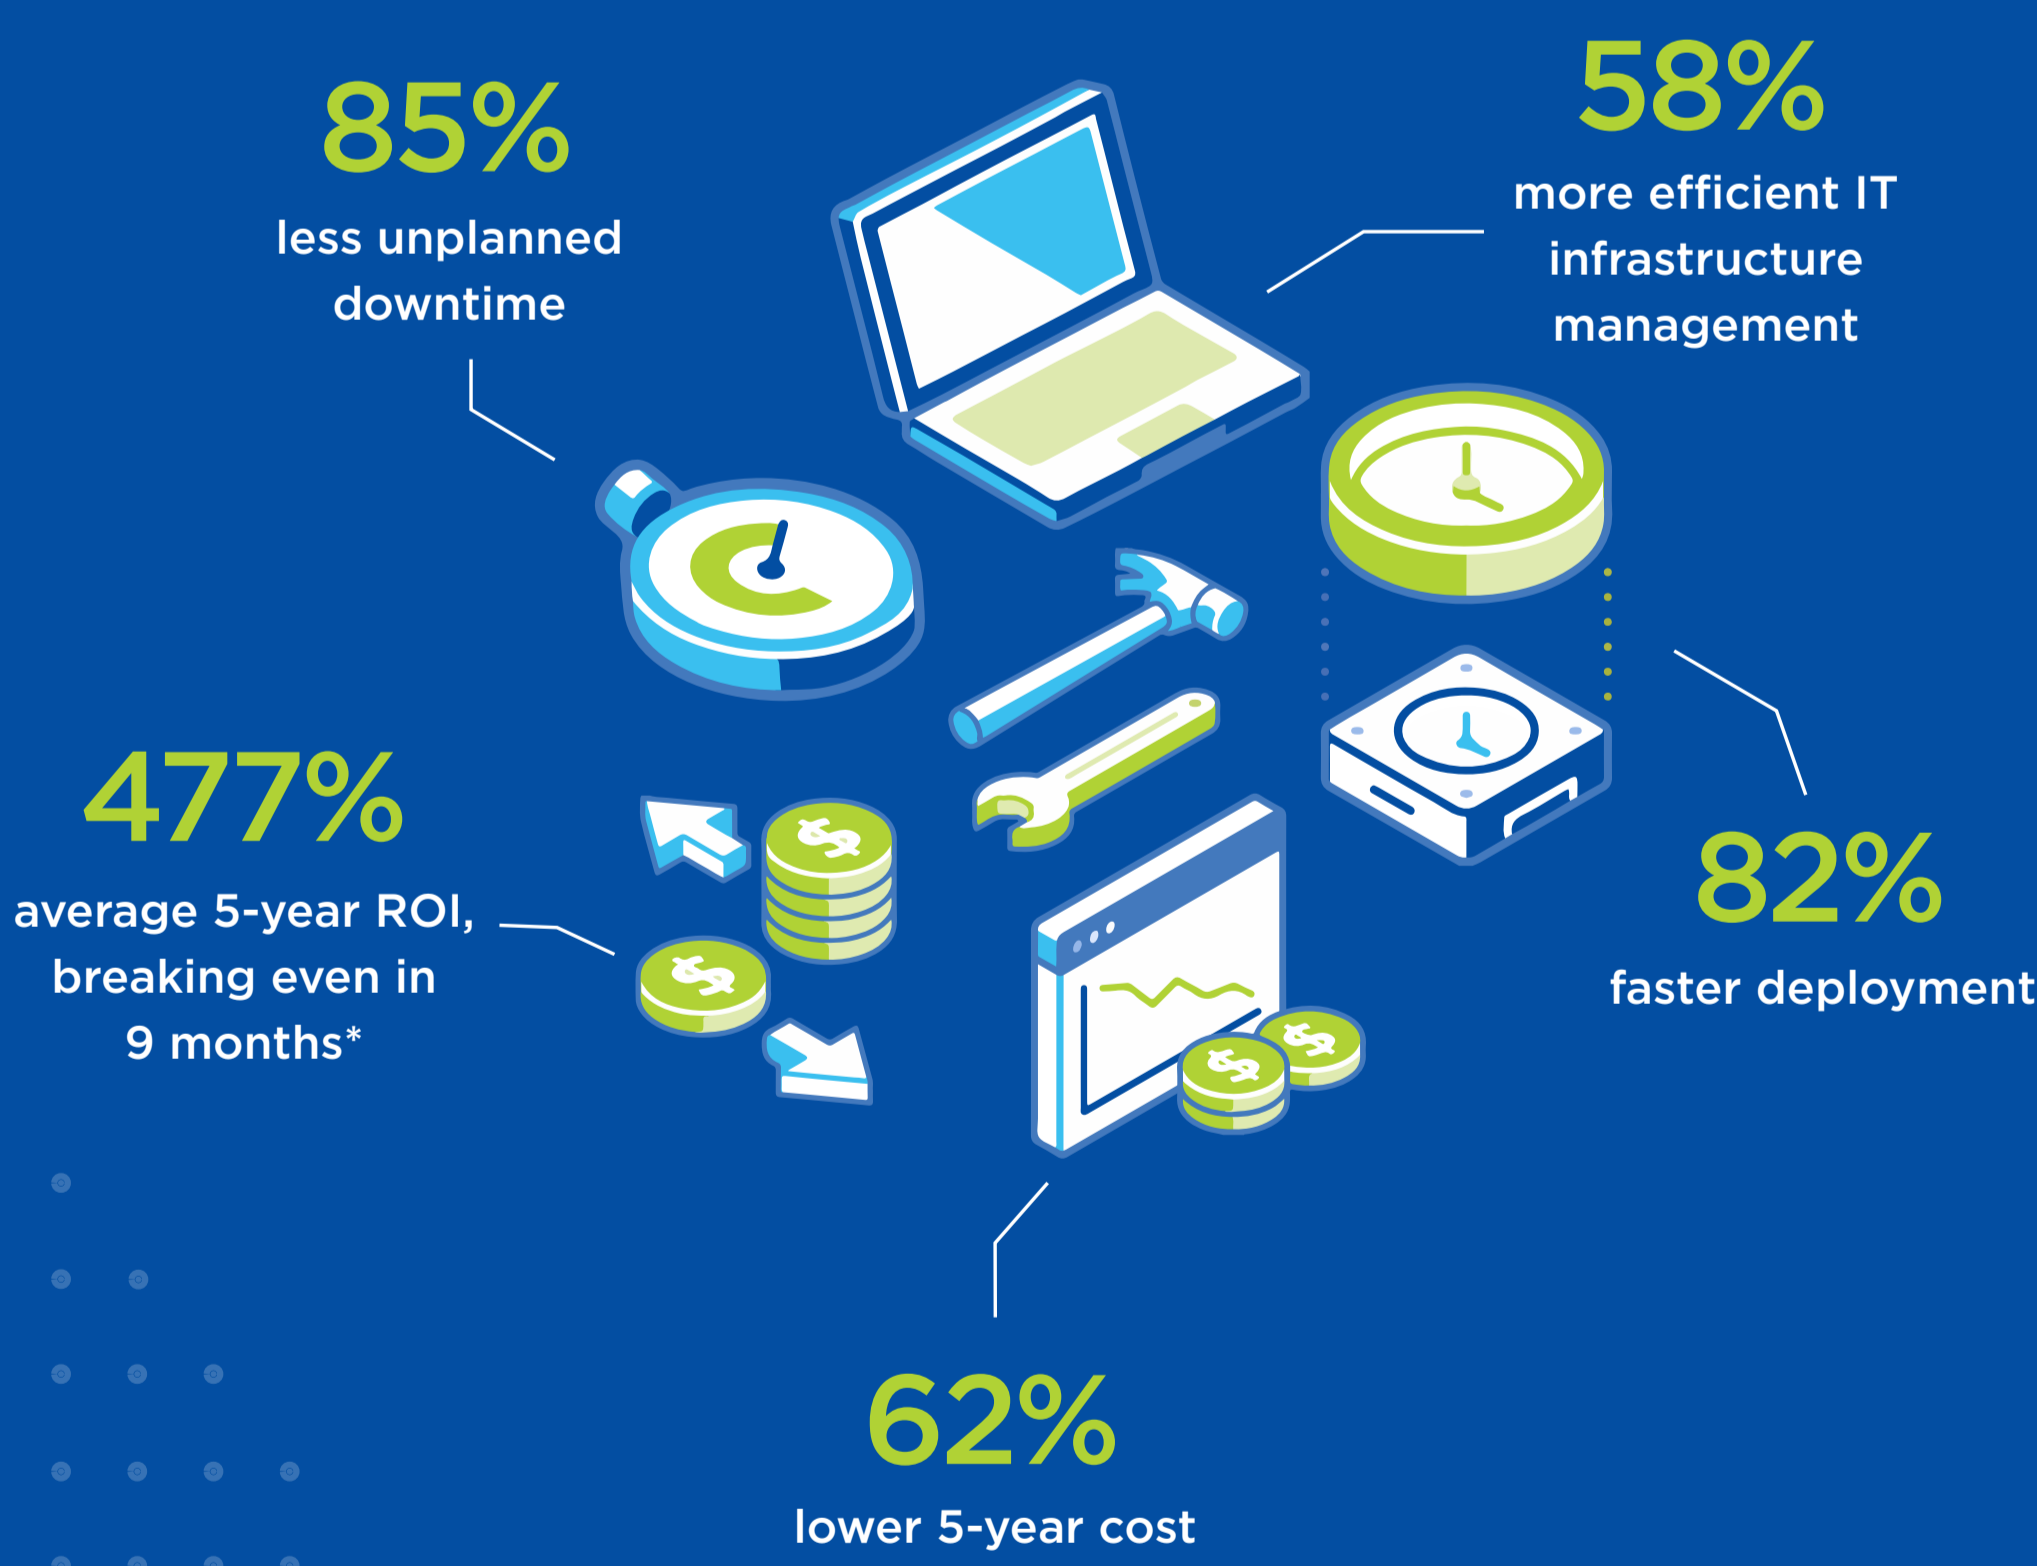 85%
less unplanned
downtime
58%
more efficient IT
infrastructure
management
477%
average 5-year ROI,
breaking even in
9 months*
82%
faster deployment
62%
lower 5-year cost